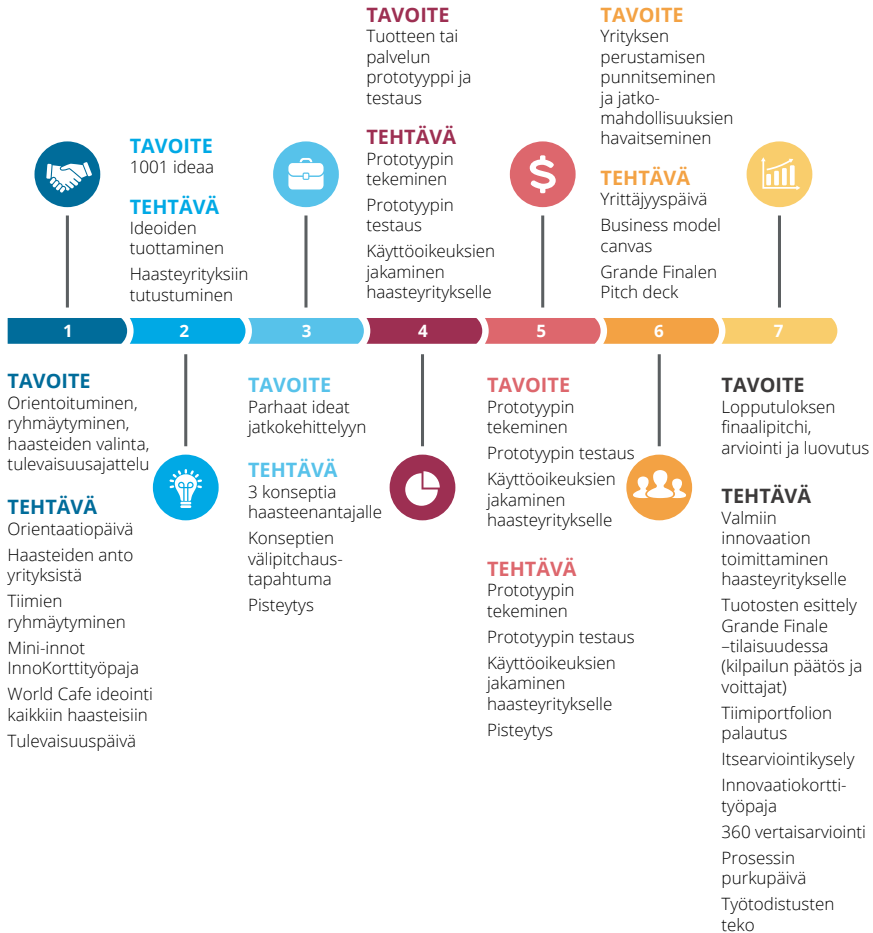 1
TAVOITE
Orientoituminen,
ryhmäytyminen,
haasteiden valinta,
tulevaisuusajattelu
TEHTÄVÄ
Orientaatiopäivä
Haasteiden anto
yrityksistä
Tiimien
ryhmäytyminen
Mini-innot
InnoKorttityöpaja
World Cafe ideointi
kaikkiin haasteisiin
Tulevaisuuspäivä
2
TAVOITE
1001 ideaa
TEHTÄVÄ
Ideoiden
tuottaminen
Haasteyrityksiin
tutustuminen
3
TAVOITE
Parhaat ideat
jatkokehittelyyn
TEHTÄVÄ
3 konseptia
haasteenantajalle
Konseptien
välipitchaus-
tapahtuma
Pisteytys
4
TAVOITE
Tuotteen tai
palvelun
prototyyppi ja
testaus
TEHTÄVÄ
Prototyypin
tekeminen
Prototyypin
testaus
Käyttöoikeuksien
jakaminen
haasteyritykselle
$
5
TAVOITE
Prototyypin
tekeminen
Prototyypin testaus
Käyttöoikeuksien
jakaminen
haasteyritykselle
TEHTÄVÄ
Prototyypin
tekeminen
Prototyypin testaus
Käyttöoikeuksien
jakaminen
haasteyritykselle
Pisteytys
6
TAVOITE
Yrityksen
perustamisen
punnitseminen
ja jatko-
mahdollisuuksien
havaitseminen
TEHTÄVÄ
Yrittäjyyspäivä
Business model
canvas
Grande Finalen
Pitch deck
7
TAVOITE
Lopputuloksen
finaalipitchi,
arviointi ja luovutus
TEHTÄVÄ
Valmiin
innovaation
toimittaminen
haasteyritykselle
Tuotosten esittely
Grande Finale
–tilaisuudessa
(kilpailun päätös ja
voittajat)
Tiimiportfolion
palautus
Itsearviointikysely
Innovaatiokortti-
työpaja
360 vertaisarviointi
Prosessin
purkupäivä
Työtodistusten
teko